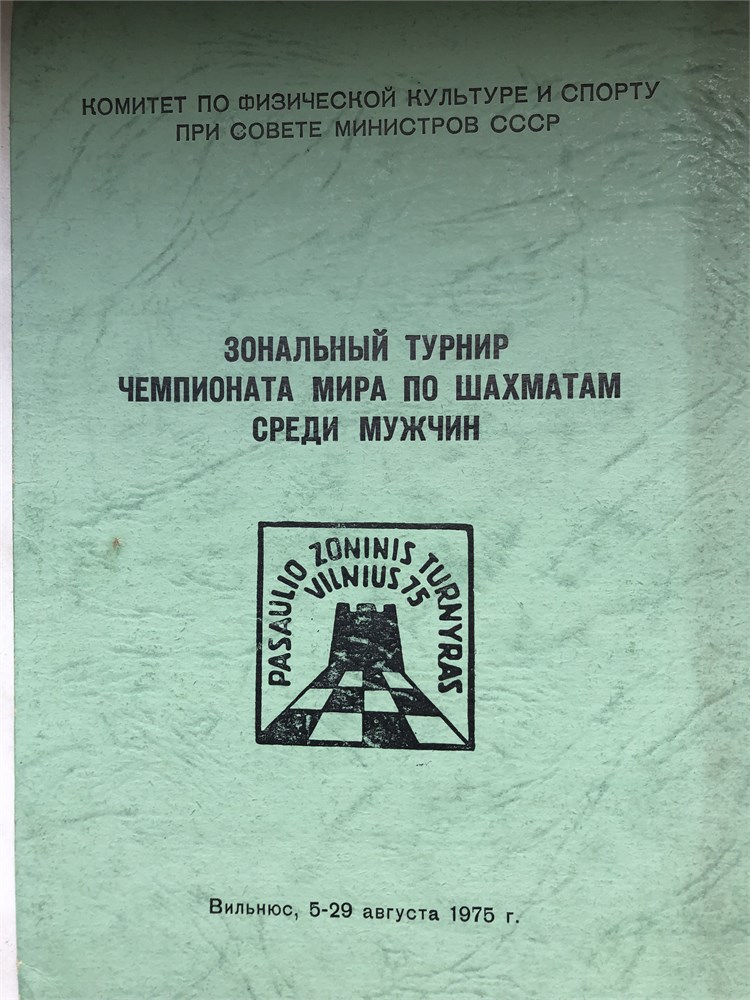 КОМИТЕТ ПО ФИЗИЧЕСКОЙ КУЛЬТУРЕ И СПОРТУ
ПРИ СОВЕТЕ МИНИСТРОВ СССР
ЗОНАЛЬНЫЙ ТУРНИР
ЧЕМПИОНАТА МИРА ПО ШАХМАТАМ
СРЕДИ МУЖЧИН
PASAULIO ZONINIS TURNYRAS
VILNIUS 75
Вильнюс, 5-29 августа 1975 г.